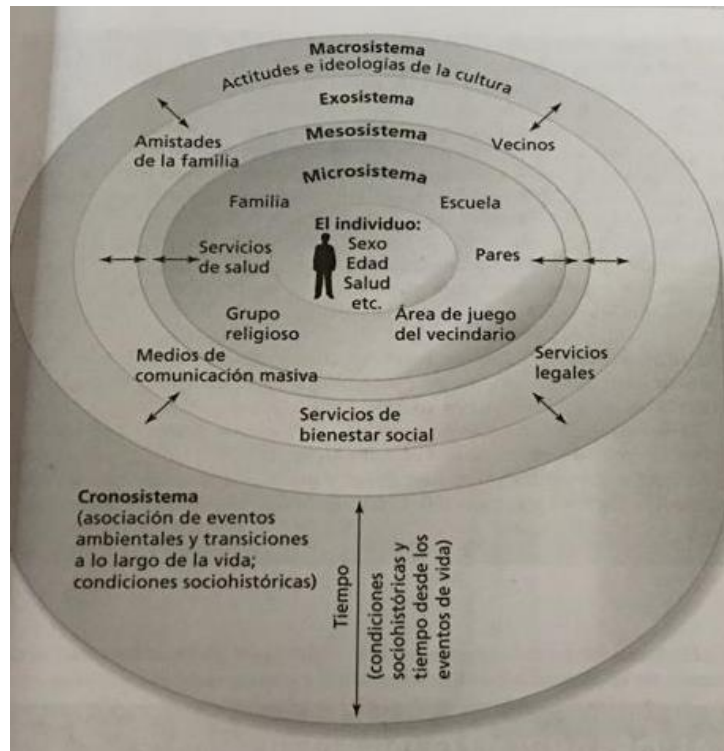 Macrosistema
Actitudes e ideologías de la cultura
Exosistema
Mesosistema
Amistades
de la familia
Vecinos
Microsistema
Familia
Escuela
El individuo:
Sexo
Edad
Salud
etc.
Servicios
de salud
Pares
Grupo
religioso
Área de juego
del vecindario
Medios de
comunicación masiva
Servicios
legales
Servicios de
bienestar social
Cronosistema
(asociación de eventos
ambientales y transiciones
a lo largo de la vida;
condiciones sociohistóricas)
Tiempo
(condiciones
sociohistóricas y
tiempo desde los
eventos de vida)